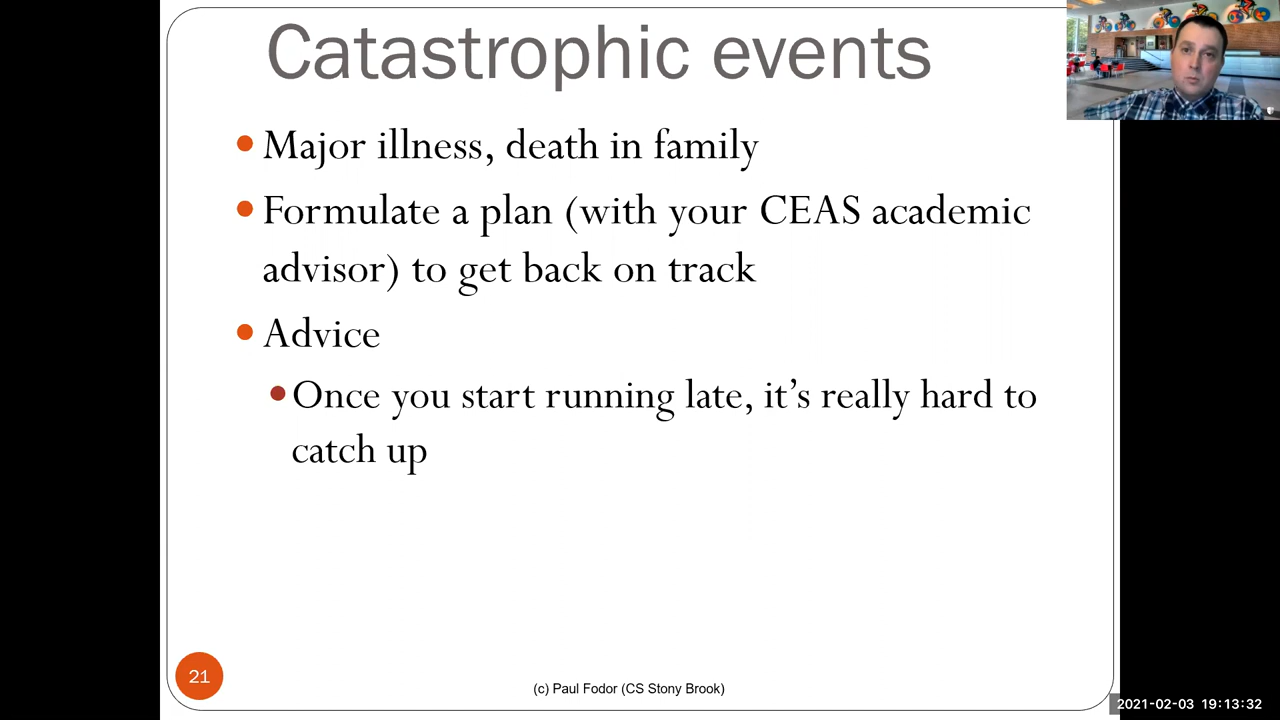 Catastrophic events
Major illness, death in family
Formulate a plan (with your CEAS academic
advisor) to get back on track
Advice
Once you start running late, it’s really hard to
catch up
21
(c) Paul Fodor (CS Stony Brook)
2021-02-03 19:13:32